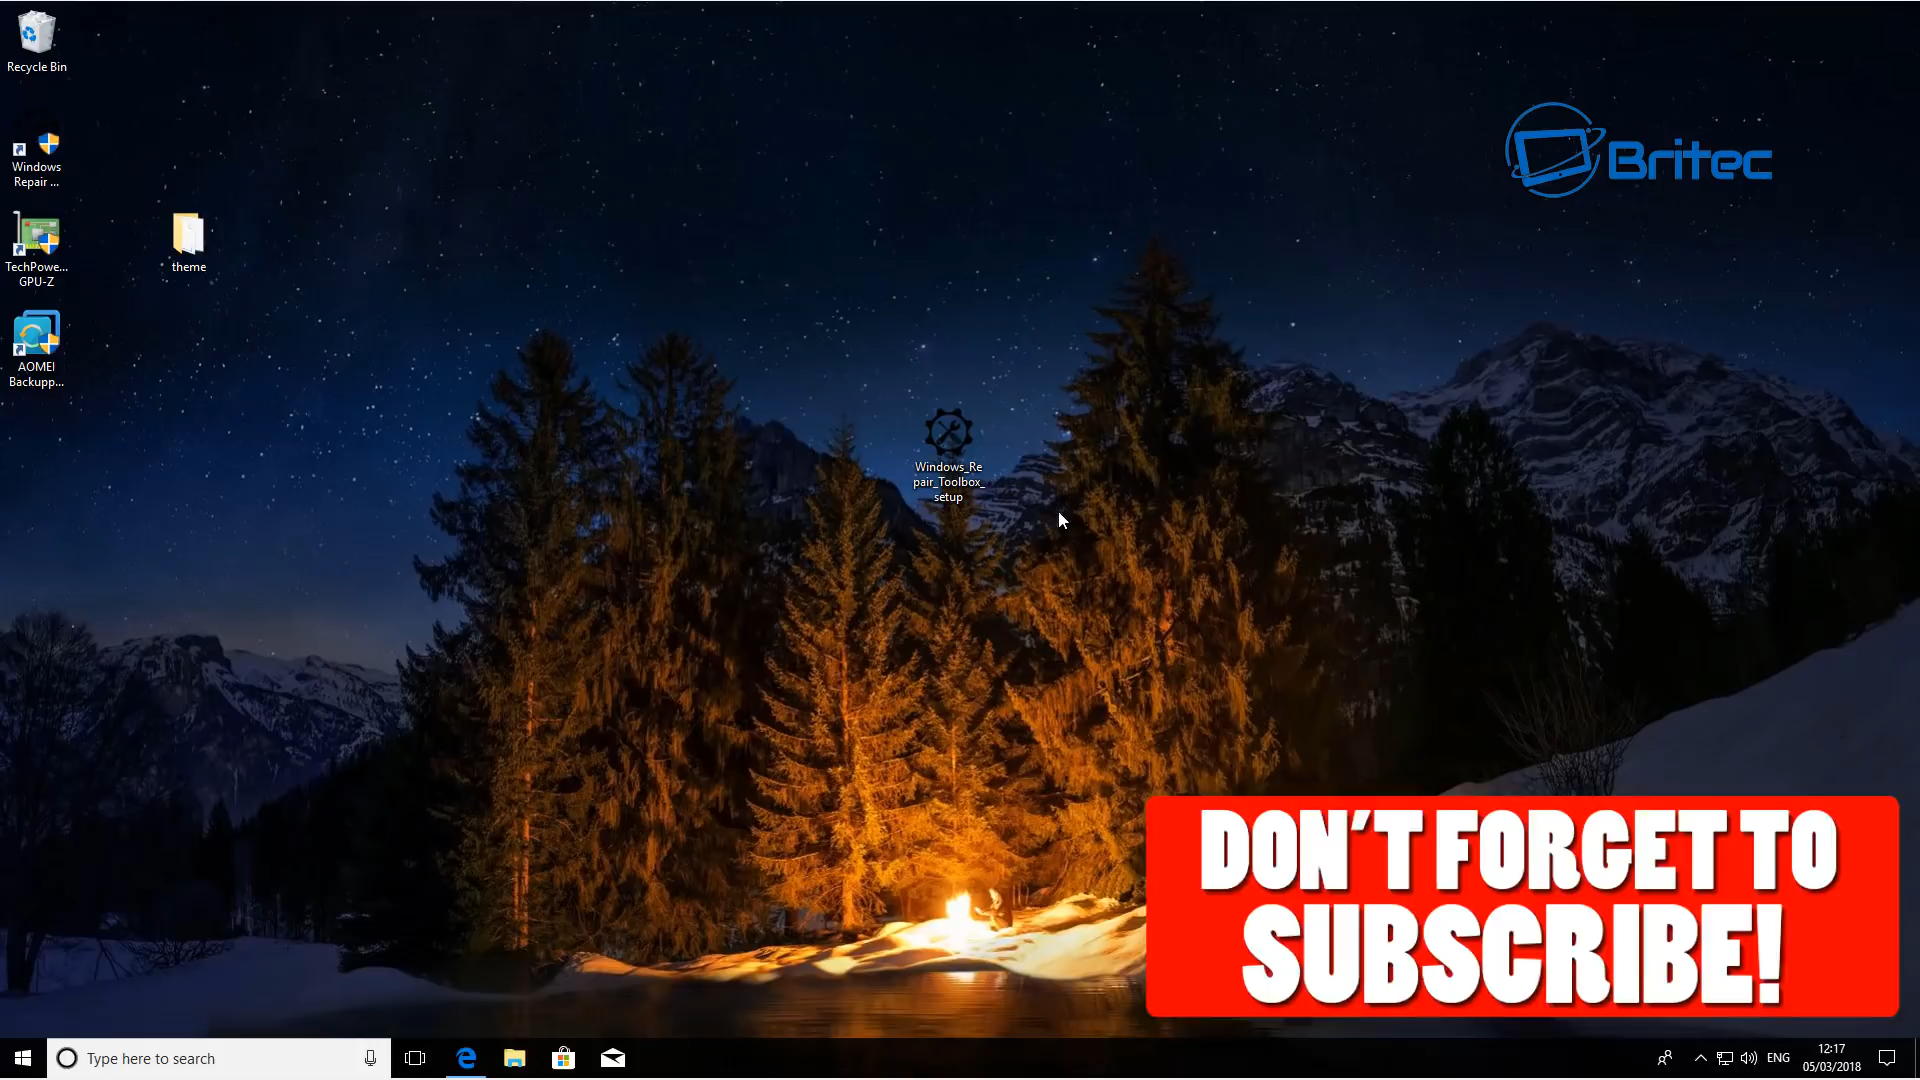 Recycle Bin
Britec
Windows
Repair ...
TechPowe...
GPU-Z
theme
AOMEI
Backupp...
Windows_Re
pair_Toolbox_
setup
DON'T FORGET TO
SUBSCRIBE!
Type here to search
ENG
12:17
05/03/2018